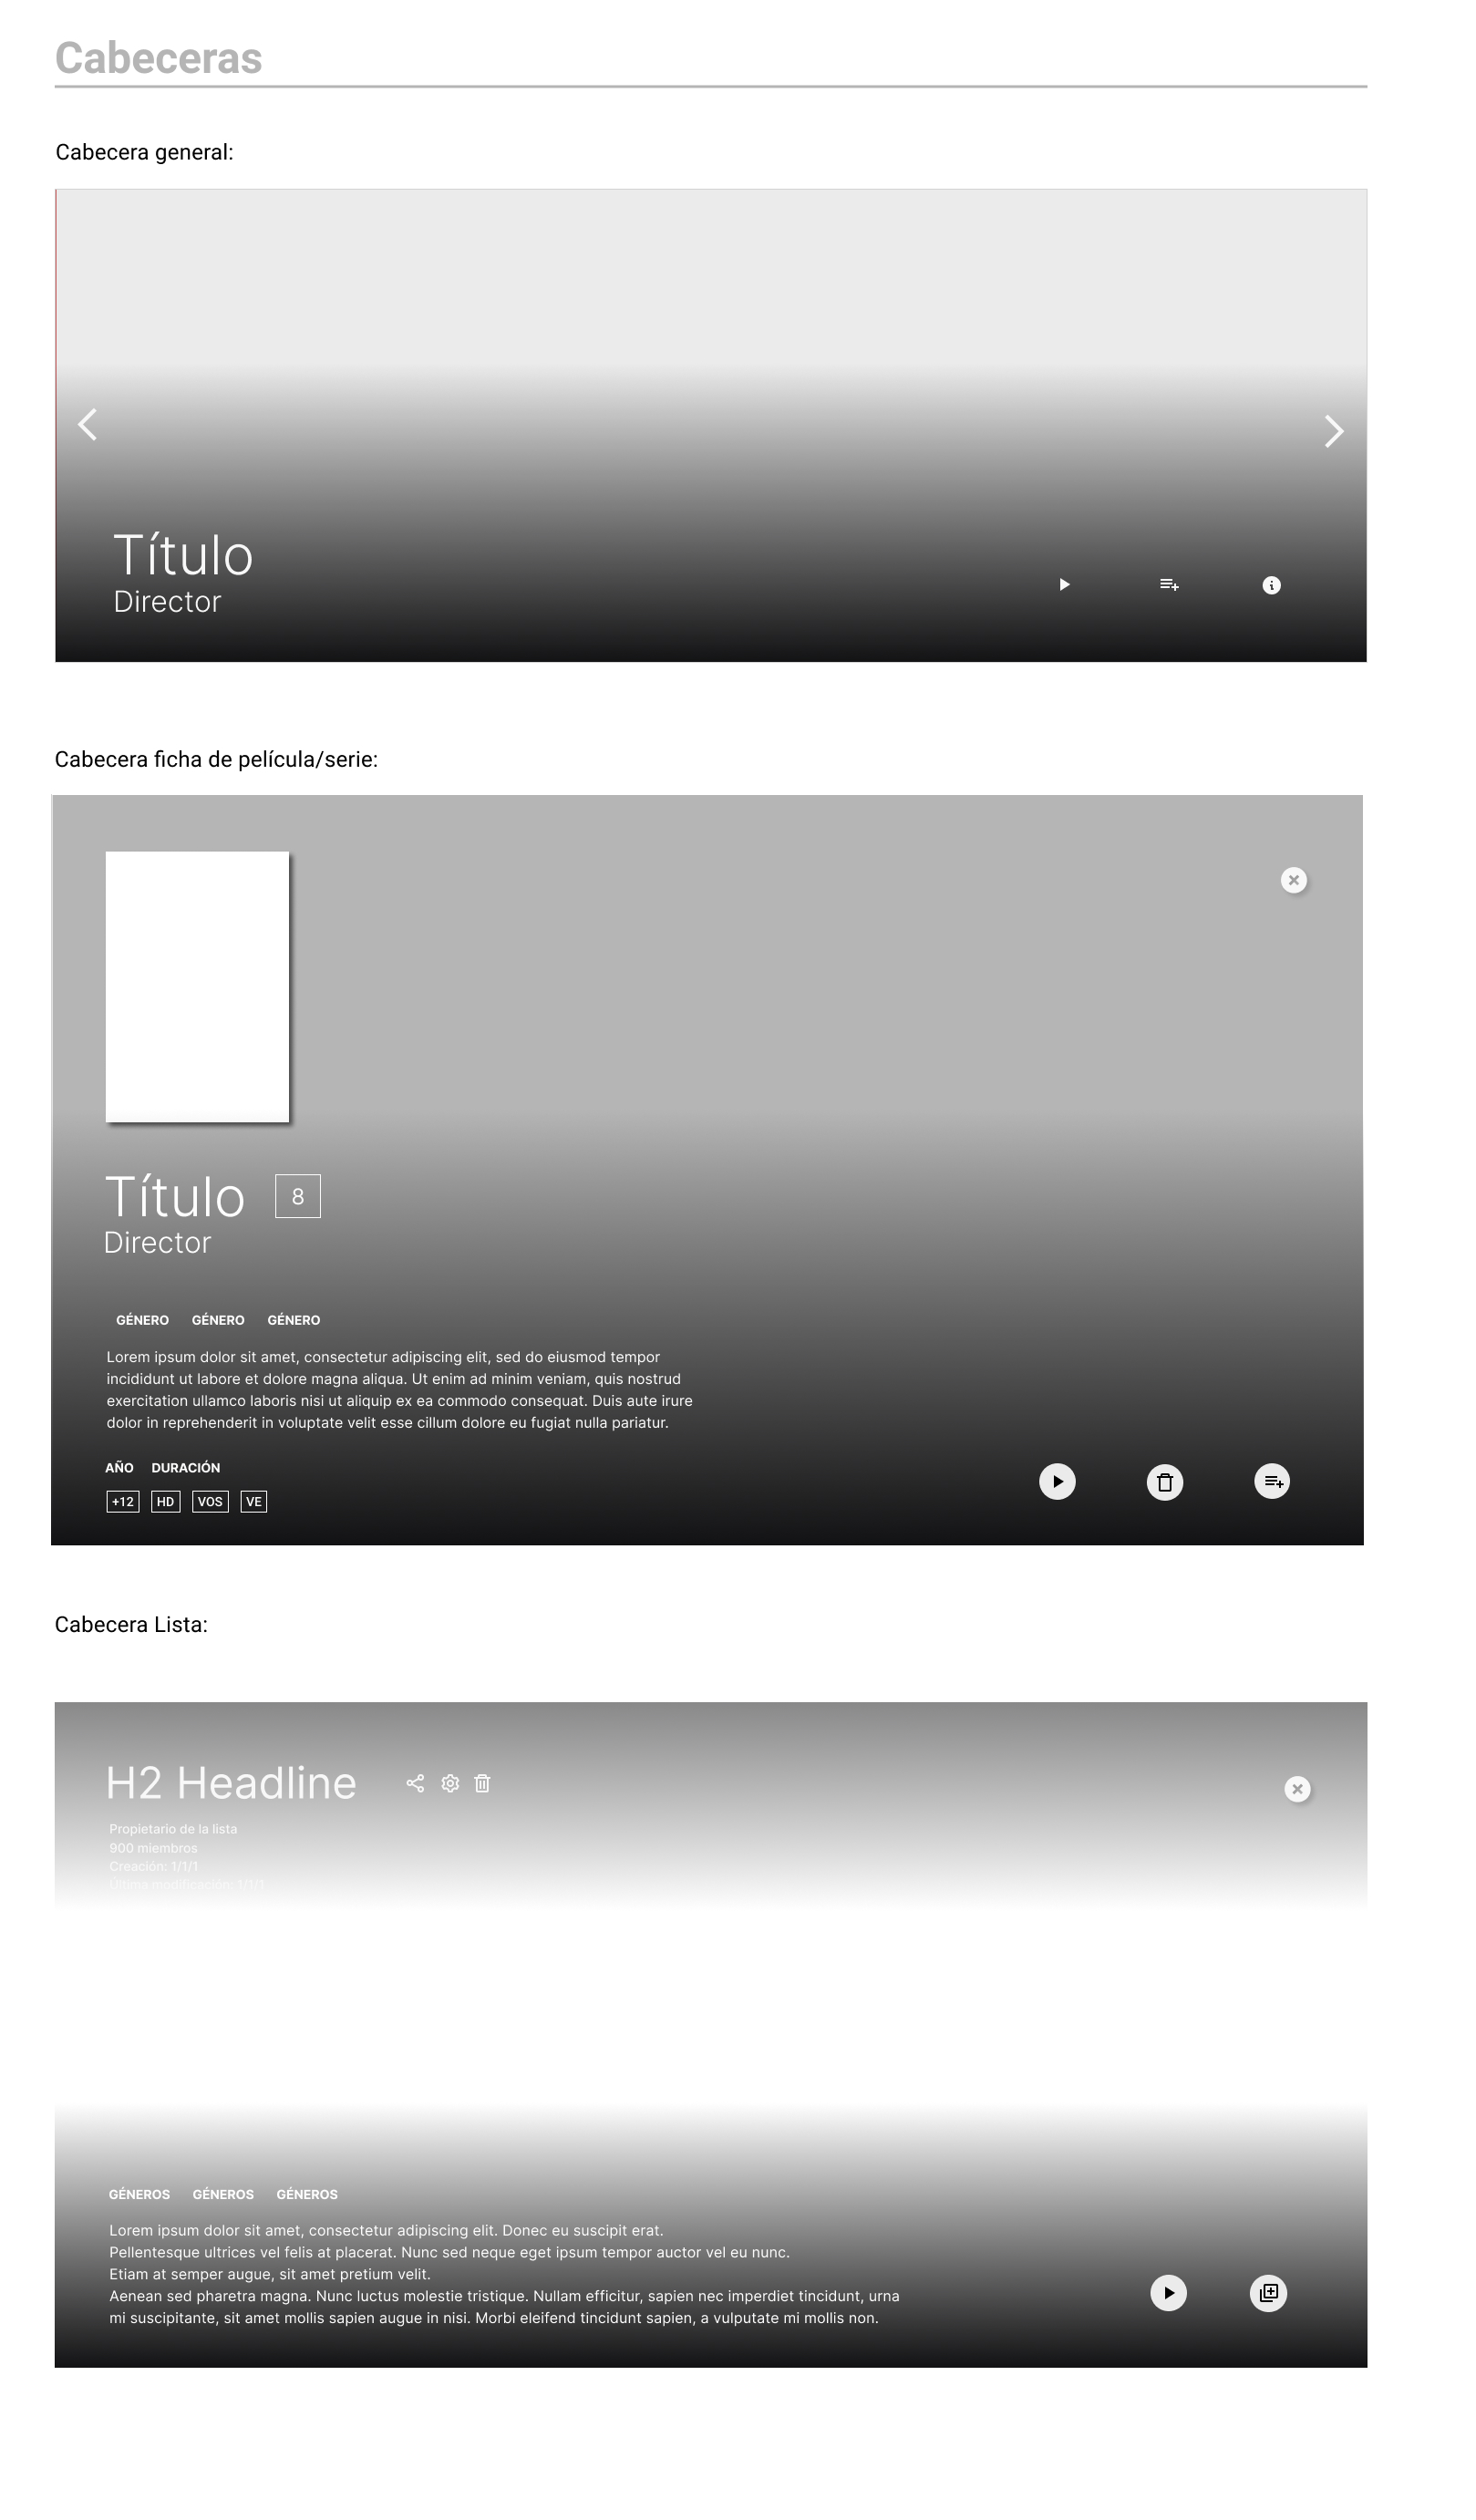 Cabeceras
Cabecera general:
Título
Director
Cabecera ficha de película/serie:
Título 8
Director
GÉNERO GÉNERO GÉNERO
Lorem ipsum dolor sit amet, consectetur adipiscing elit, sed do eiusmod tempor
incididunt ut labore et dolore magna aliqua. Ut enim ad minim veniam, quis nostrud
exercitation ullamco laboris nisi ut aliquip ex ea commodo consequat. Duis aute irure
dolor in reprehenderit in voluptate velit esse cillum dolore eu fugiat nulla pariatur.
AÑO DURACIÓN
+12 HD VOS VE
Cabecera Lista:
H2 Headline
Propietario de la lista
900 miembros
Creación: 1/1/1
Última modificación: 1/1/1
GÉNEROS GÉNEROS GÉNEROS
Lorem ipsum dolor sit amet, consectetur adipiscing elit. Donec eu suscipit erat.
Pellentesque ultrices vel felis at placerat. Nunc sed neque eget ipsum tempor auctor vel eu nunc.
Etiam at semper augue, sit amet pretium velit.
Aenean sed pharetra magna. Nunc luctus molestie tristique. Nullam efficitur, sapien nec imperdiet tincidunt, urna
mi suscipitante, sit amet mollis sapien augue in nisi. Morbi eleifend tincidunt sapien, a vulputate mi mollis non.